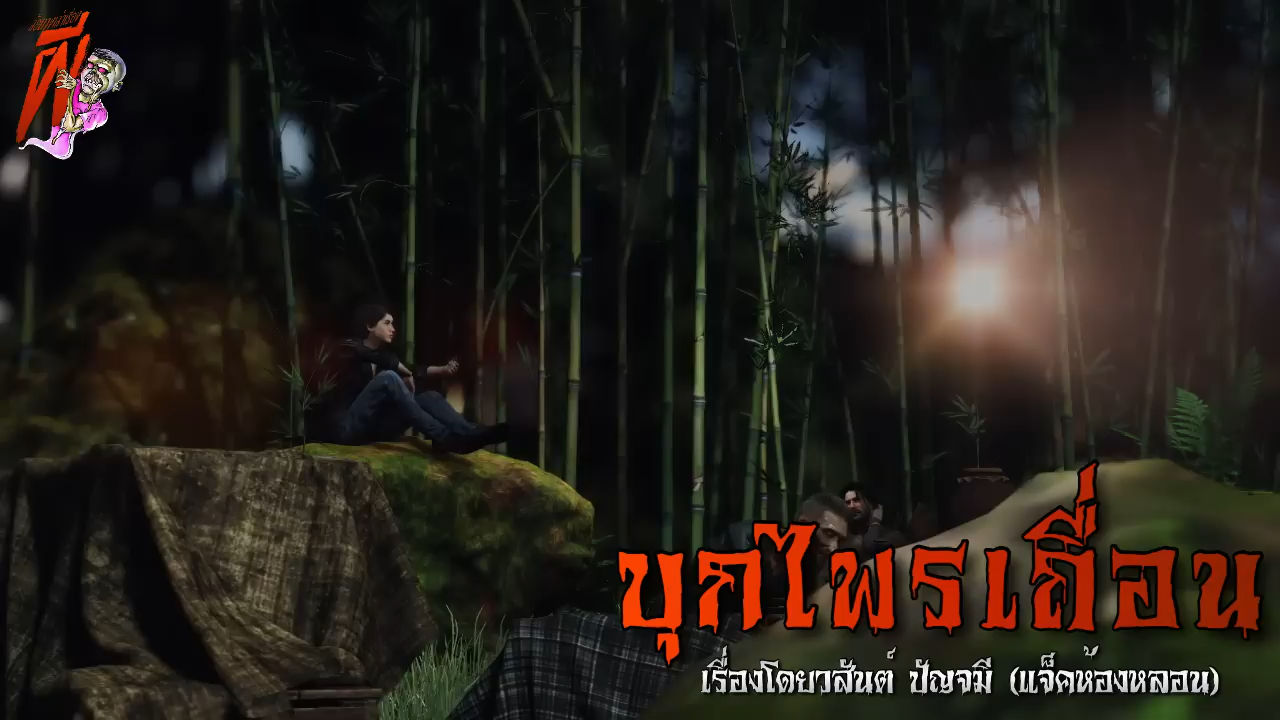 ผี
บุกไพรเถื่อน
เรื่องโดยวสันต์ ปัญจมี (แจ็คห้องหลอน)